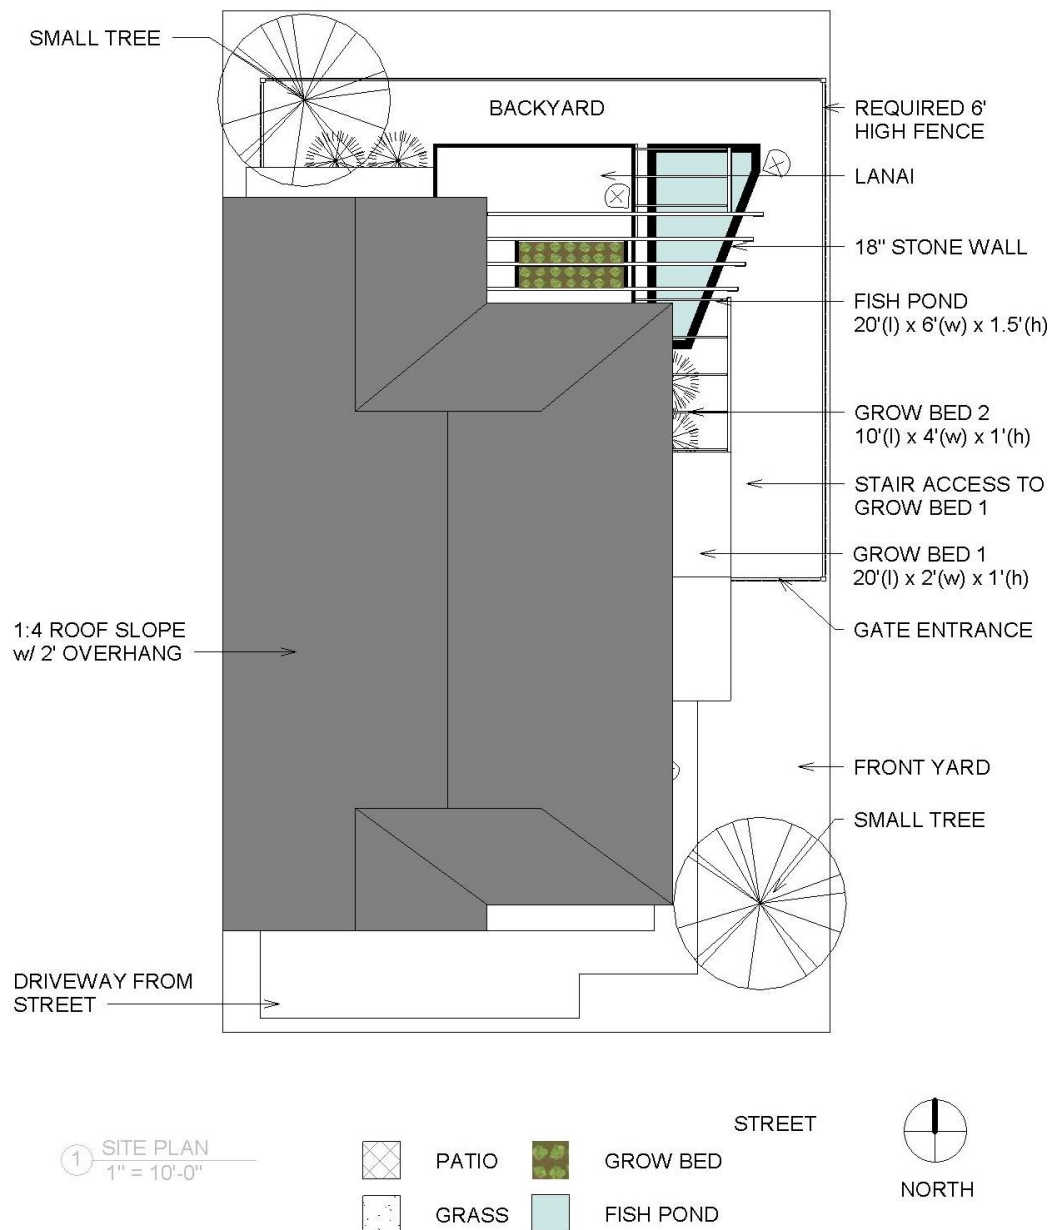 SMALL TREE
BACKYARD
REQUIRED 6'
HIGH FENCE
LANAI
18" STONE WALL
FISH POND
20'(l) x 6'(w) x 1.5'(h)
GROW BED 2
10'(l) x 4'(w) x 1'(h)
STAIR ACCESS TO
GROW BED 1
GROW BED 1
20'(l) x 2'(w) x 1'(h)
1:4 ROOF SLOPE
w/ 2' OVERHANG
GATE ENTRANCE
FRONT YARD
SMALL TREE
DRIVEWAY FROM
STREET
STREET
1 SITE PLAN
1" = 10'-0"
PATIO
GROW BED
NORTH
GRASS
FISH POND